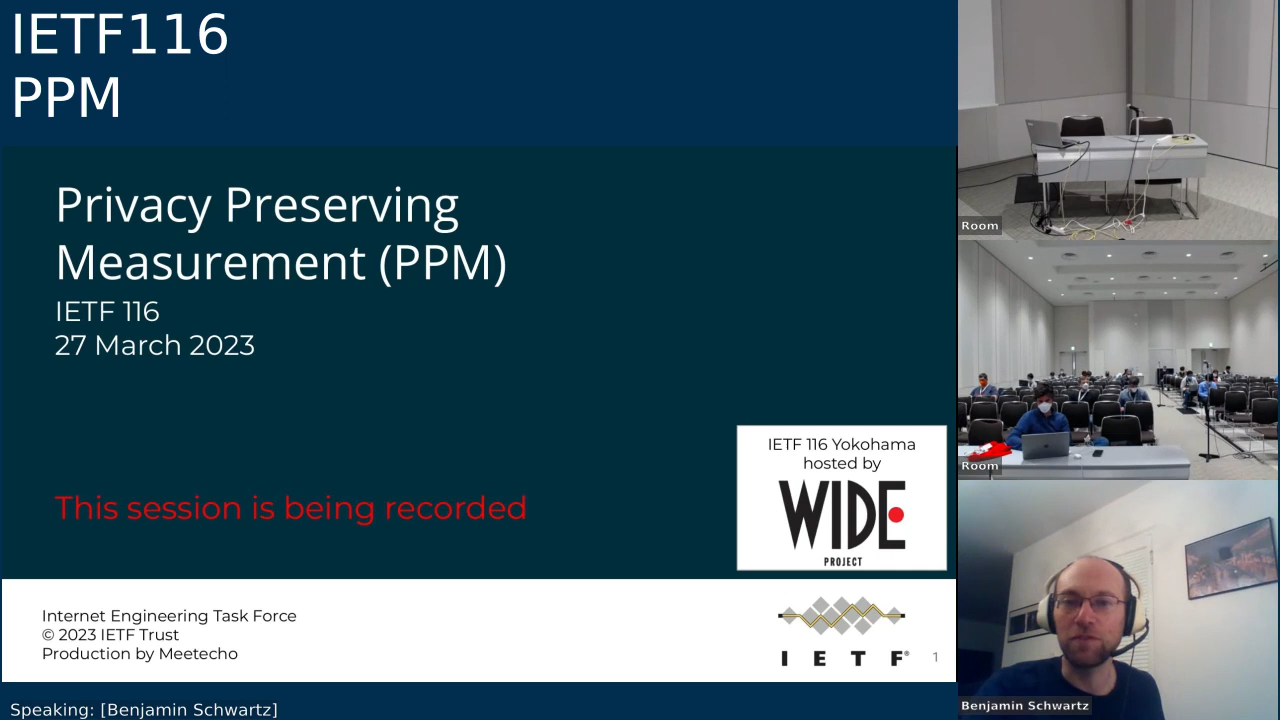 IETF116
PPM
Privacy Preserving
Measurement (PPM)
IETF 116
27 March 2023
This session is being recorded
IETF 116 Yokohama
hosted by
WIDE
PROJECT
Internet Engineering Task Force
© 2023 IETF Trust
Production by Meetecho
I E T F®
1
Speaking: [Benjamin Schwartz]
Room
Room
Benjamin Schwartz